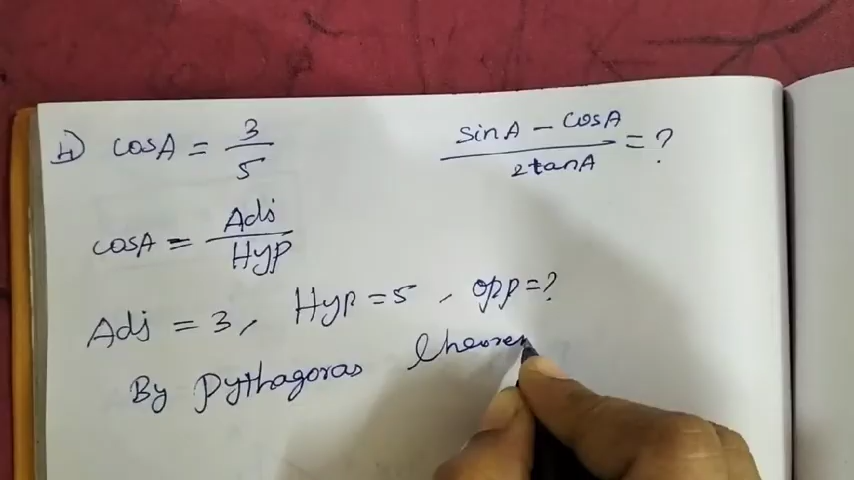 4) cosA = 3/5
(sinA - cosA)/(2tanA) = ?
cosA = Adj/Hyp
Adj = 3, Hyp = 5, opp = ?
By Pythagoras theorem